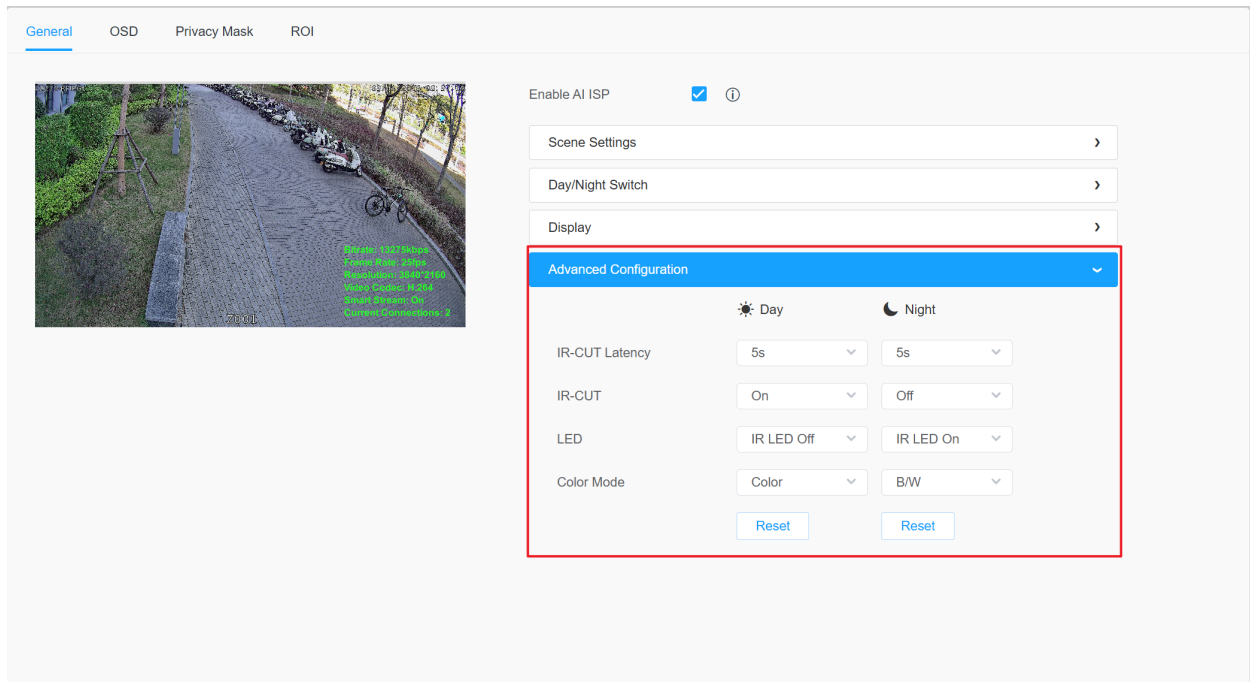 General OSD Privacy Mask ROI
Enable AI ISP
Scene Settings
Day/Night Switch
Display
Advanced Configuration
Day Night
IR-CUT Latency 5s 5s
IR-CUT On Off
LED IR LED Off IR LED On
Color Mode Color B/W
Reset Reset
Bitrate: 13275kbps
Frame Rate: 25fps
Resolution: 3840*2160
Video Codec: H.264
Smart Stream: On
Current Connections: 2